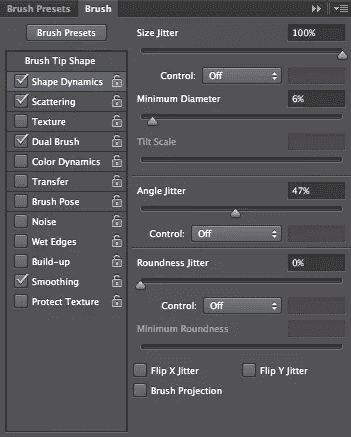 Brush Presets Brush
Brush Presets
Brush Tip Shape
Shape Dynamics
Scattering
Texture
Dual Brush
Color Dynamics
Transfer
Brush Pose
Noise
Wet Edges
Build-up
Smoothing
Protect Texture
Size Jitter 100%
Control: Off
Minimum Diameter 6%
Tilt Scale
Angle Jitter 47%
Control: Off
Roundness Jitter 0%
Control: Off
Minimum Roundness
Flip X Jitter Flip Y Jitter
Brush Projection